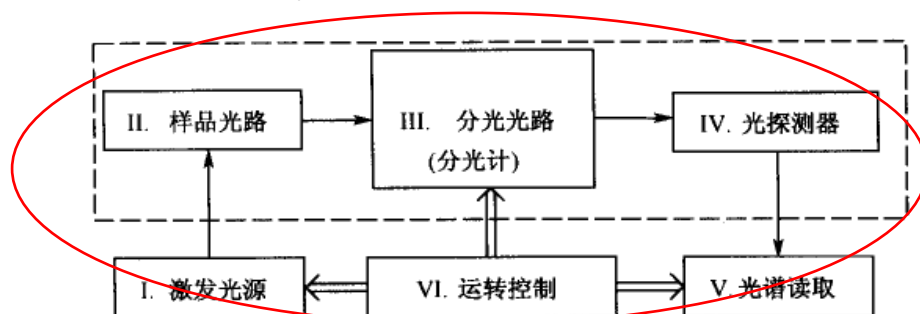 II. 样品光路
III. 分光光路
(分光计)
IV. 光探测器
I. 激发光源
VI. 运转控制
V. 光谱读取